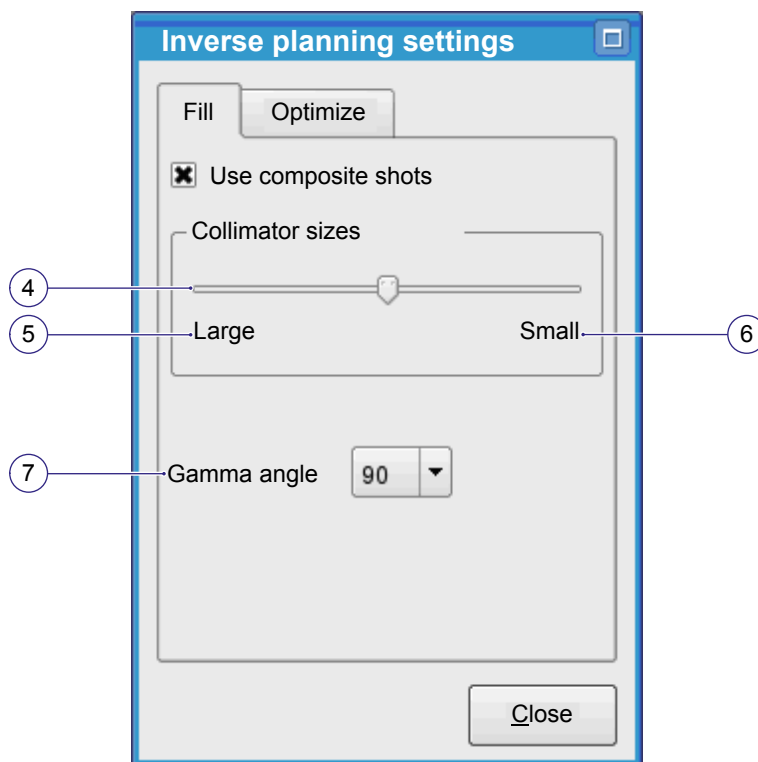 Inverse planning settings
Fill Optimize
Use composite shots
Collimator sizes
4
5 Large Small 6
7 Gamma angle 90
Close